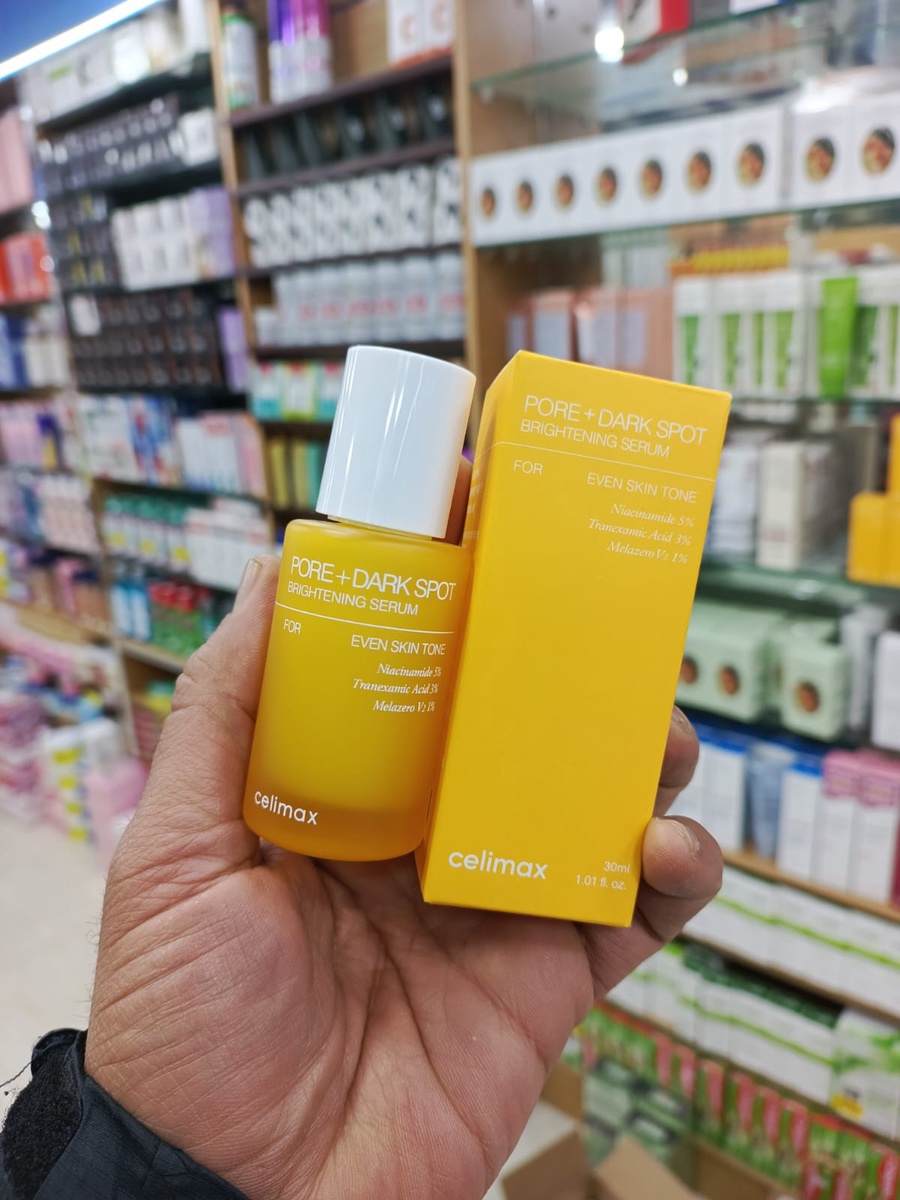 PORE + DARK SPOT
BRIGHTENING SERUM
FOR
EVEN SKIN TONE
Niacinamide 5%
Tranexamic Acid 3%
Melazero V2 1%
celimax
PORE + DARK SPOT
BRIGHTENING SERUM
FOR
EVEN SKIN TONE
Niacinamide 5%
Tranexamic Acid 3%
Melazero V2 1%
celimax
30ml
1.01 fl. oz.